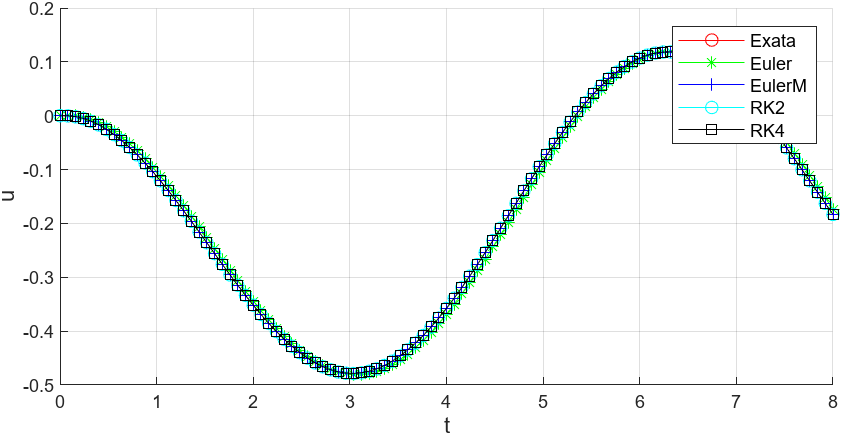 0.2
0.1
0
-0.1
-0.2
-0.3
-0.4
-0.5
u
0 1 2 3 4 5 6 7 8
t
Exata
Euler
EulerM
RK2
RK4